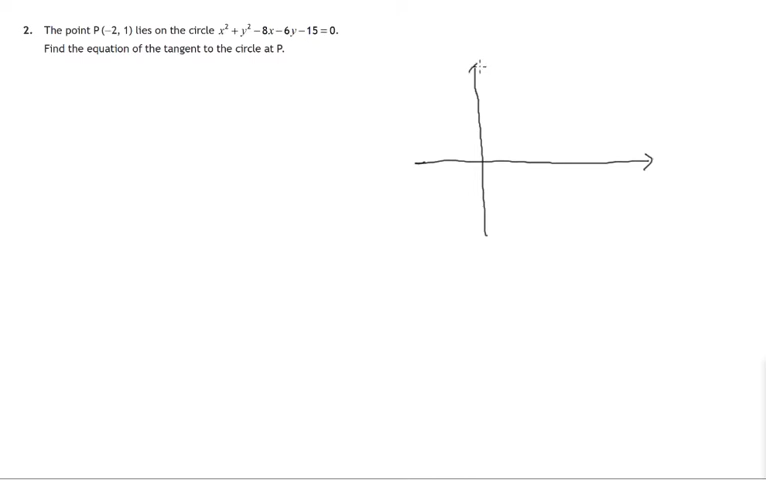 2. The point P(−2, 1) lies on the circle x² + y² − 8x − 6y − 15 = 0.
Find the equation of the tangent to the circle at P.